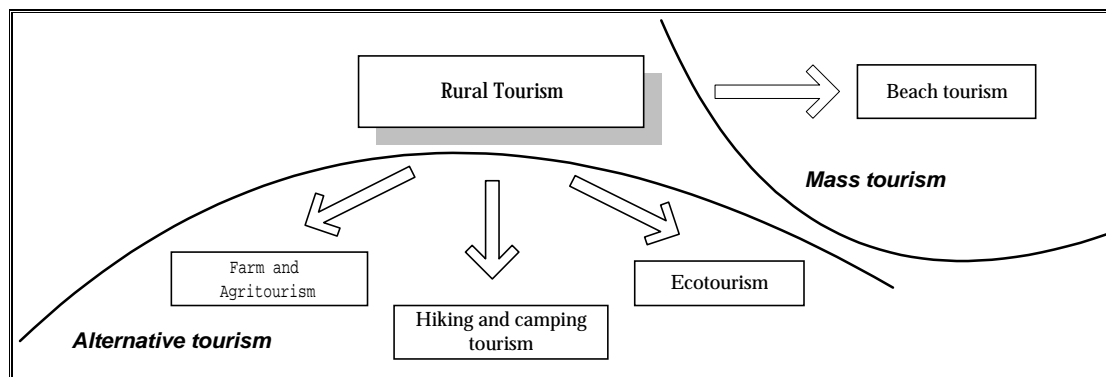 Rural Tourism
Beach tourism
Mass tourism
Farm and
Agritourism
Ecotourism
Hiking and camping
tourism
Alternative tourism